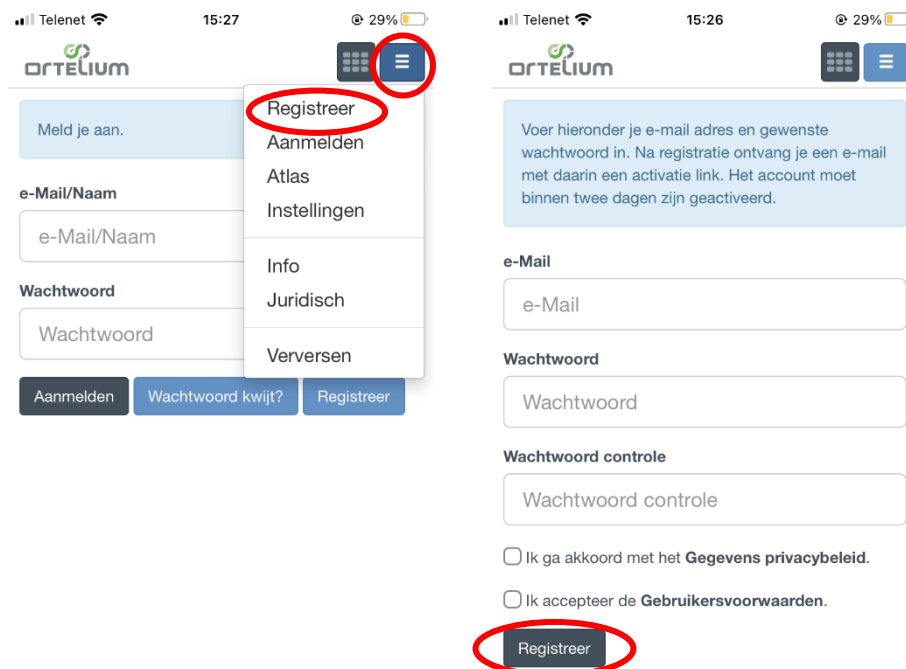 Telenet 15:27 29%
ortelium
Registreer
Meld je aan.
Aanmelden
Atlas
e-Mail/Naam
Instellingen
e-Mail/Naam
Info
Wachtwoord
Juridisch
Wachtwoord
Verversen
Aanmelden Wachtwoord kwijt? Registreer
Telenet 15:26 29%
ortelium
Voer hieronder je e-mail adres en gewenste
wachtwoord in. Na registratie ontvang je een e-mail
met daarin een activatie link. Het account moet
binnen twee dagen zijn geactiveerd.
e-Mail
e-Mail
Wachtwoord
Wachtwoord
Wachtwoord controle
Wachtwoord controle
Ik ga akkoord met het Gegevens privacybeleid.
Ik accepteer de Gebruikersvoorwaarden.
Registreer